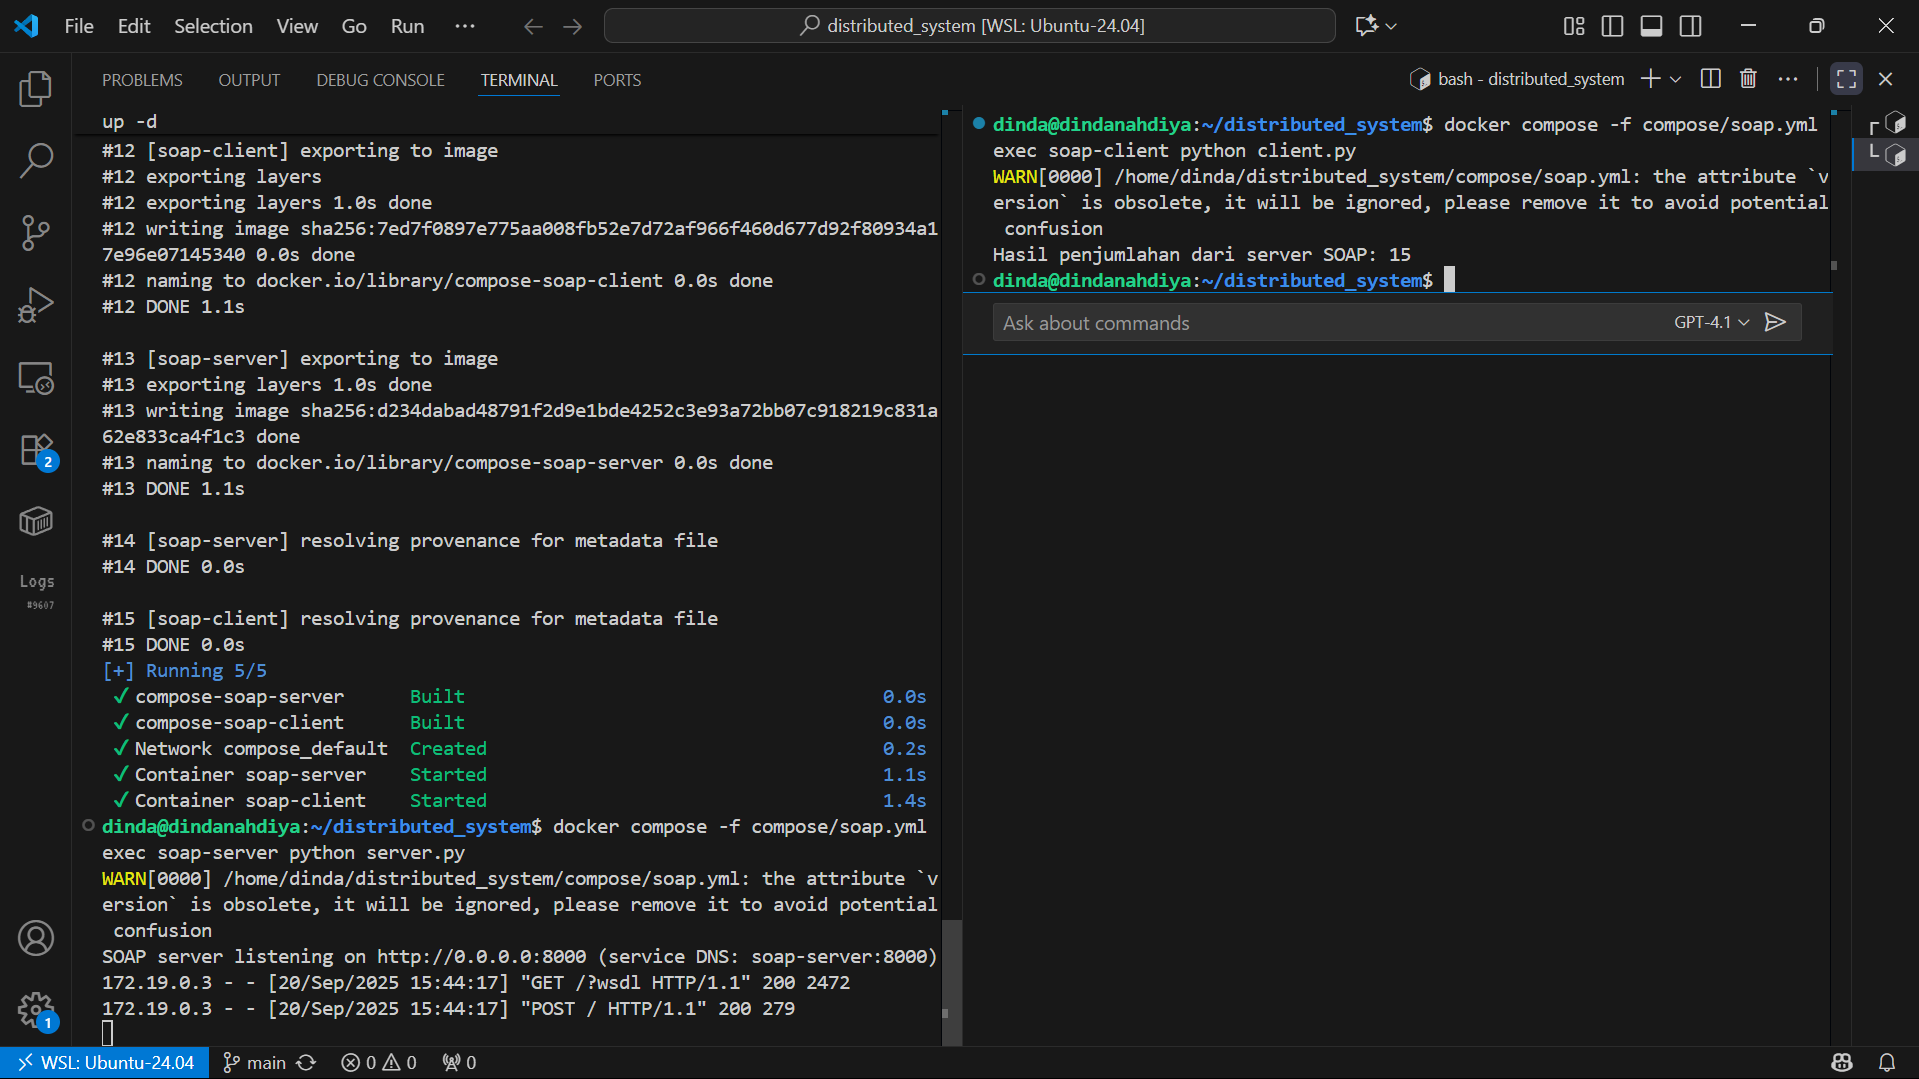 File Edit Selection View Go Run ···
distributed_system [WSL: Ubuntu-24.04]
PROBLEMS OUTPUT DEBUG CONSOLE TERMINAL PORTS
bash - distributed_system
up -d
#12 [soap-client] exporting to image
#12 exporting layers
#12 exporting layers 1.0s done
#12 writing image sha256:7ed7f0897e775aa008fb52e7d72af966f460d677d92f80934a1
7e96e07145340 0.0s done
#12 naming to docker.io/library/compose-soap-client 0.0s done
#12 DONE 1.1s
#13 [soap-server] exporting to image
#13 exporting layers 1.0s done
#13 writing image sha256:d234dabad48791f2d9e1bde4252c3e93a72bb07c918219c831a
62e833ca4f1c3 done
#13 naming to docker.io/library/compose-soap-server 0.0s done
#13 DONE 1.1s
#14 [soap-server] resolving provenance for metadata file
#14 DONE 0.0s
#15 [soap-client] resolving provenance for metadata file
#15 DONE 0.0s
[+] Running 5/5
✓ compose-soap-server Built 0.0s
✓ compose-soap-client Built 0.0s
✓ Network compose_default Created 0.2s
✓ Container soap-server Started 1.1s
✓ Container soap-client Started 1.4s
dinda@dindanahdiya:~/distributed_system$ docker compose -f compose/soap.yml
exec soap-server python server.py
WARN[0000] /home/dinda/distributed_system/compose/soap.yml: the attribute `v
ersion` is obsolete, it will be ignored, please remove it to avoid potential
confusion
SOAP server listening on http://0.0.0.0:8000 (service DNS: soap-server:8000)
172.19.0.3 - - [20/Sep/2025 15:44:17] "GET /?wsdl HTTP/1.1" 200 2472
172.19.0.3 - - [20/Sep/2025 15:44:17] "POST / HTTP/1.1" 200 279
dinda@dindanahdiya:~/distributed_system$ docker compose -f compose/soap.yml
exec soap-client python client.py
WARN[0000] /home/dinda/distributed_system/compose/soap.yml: the attribute `v
ersion` is obsolete, it will be ignored, please remove it to avoid potential
confusion
Hasil penjumlahan dari server SOAP: 15
dinda@dindanahdiya:~/distributed_system$
Ask about commands GPT-4.1
2
Logs
#9607
1
WSL: Ubuntu-24.04 main 0 0 0